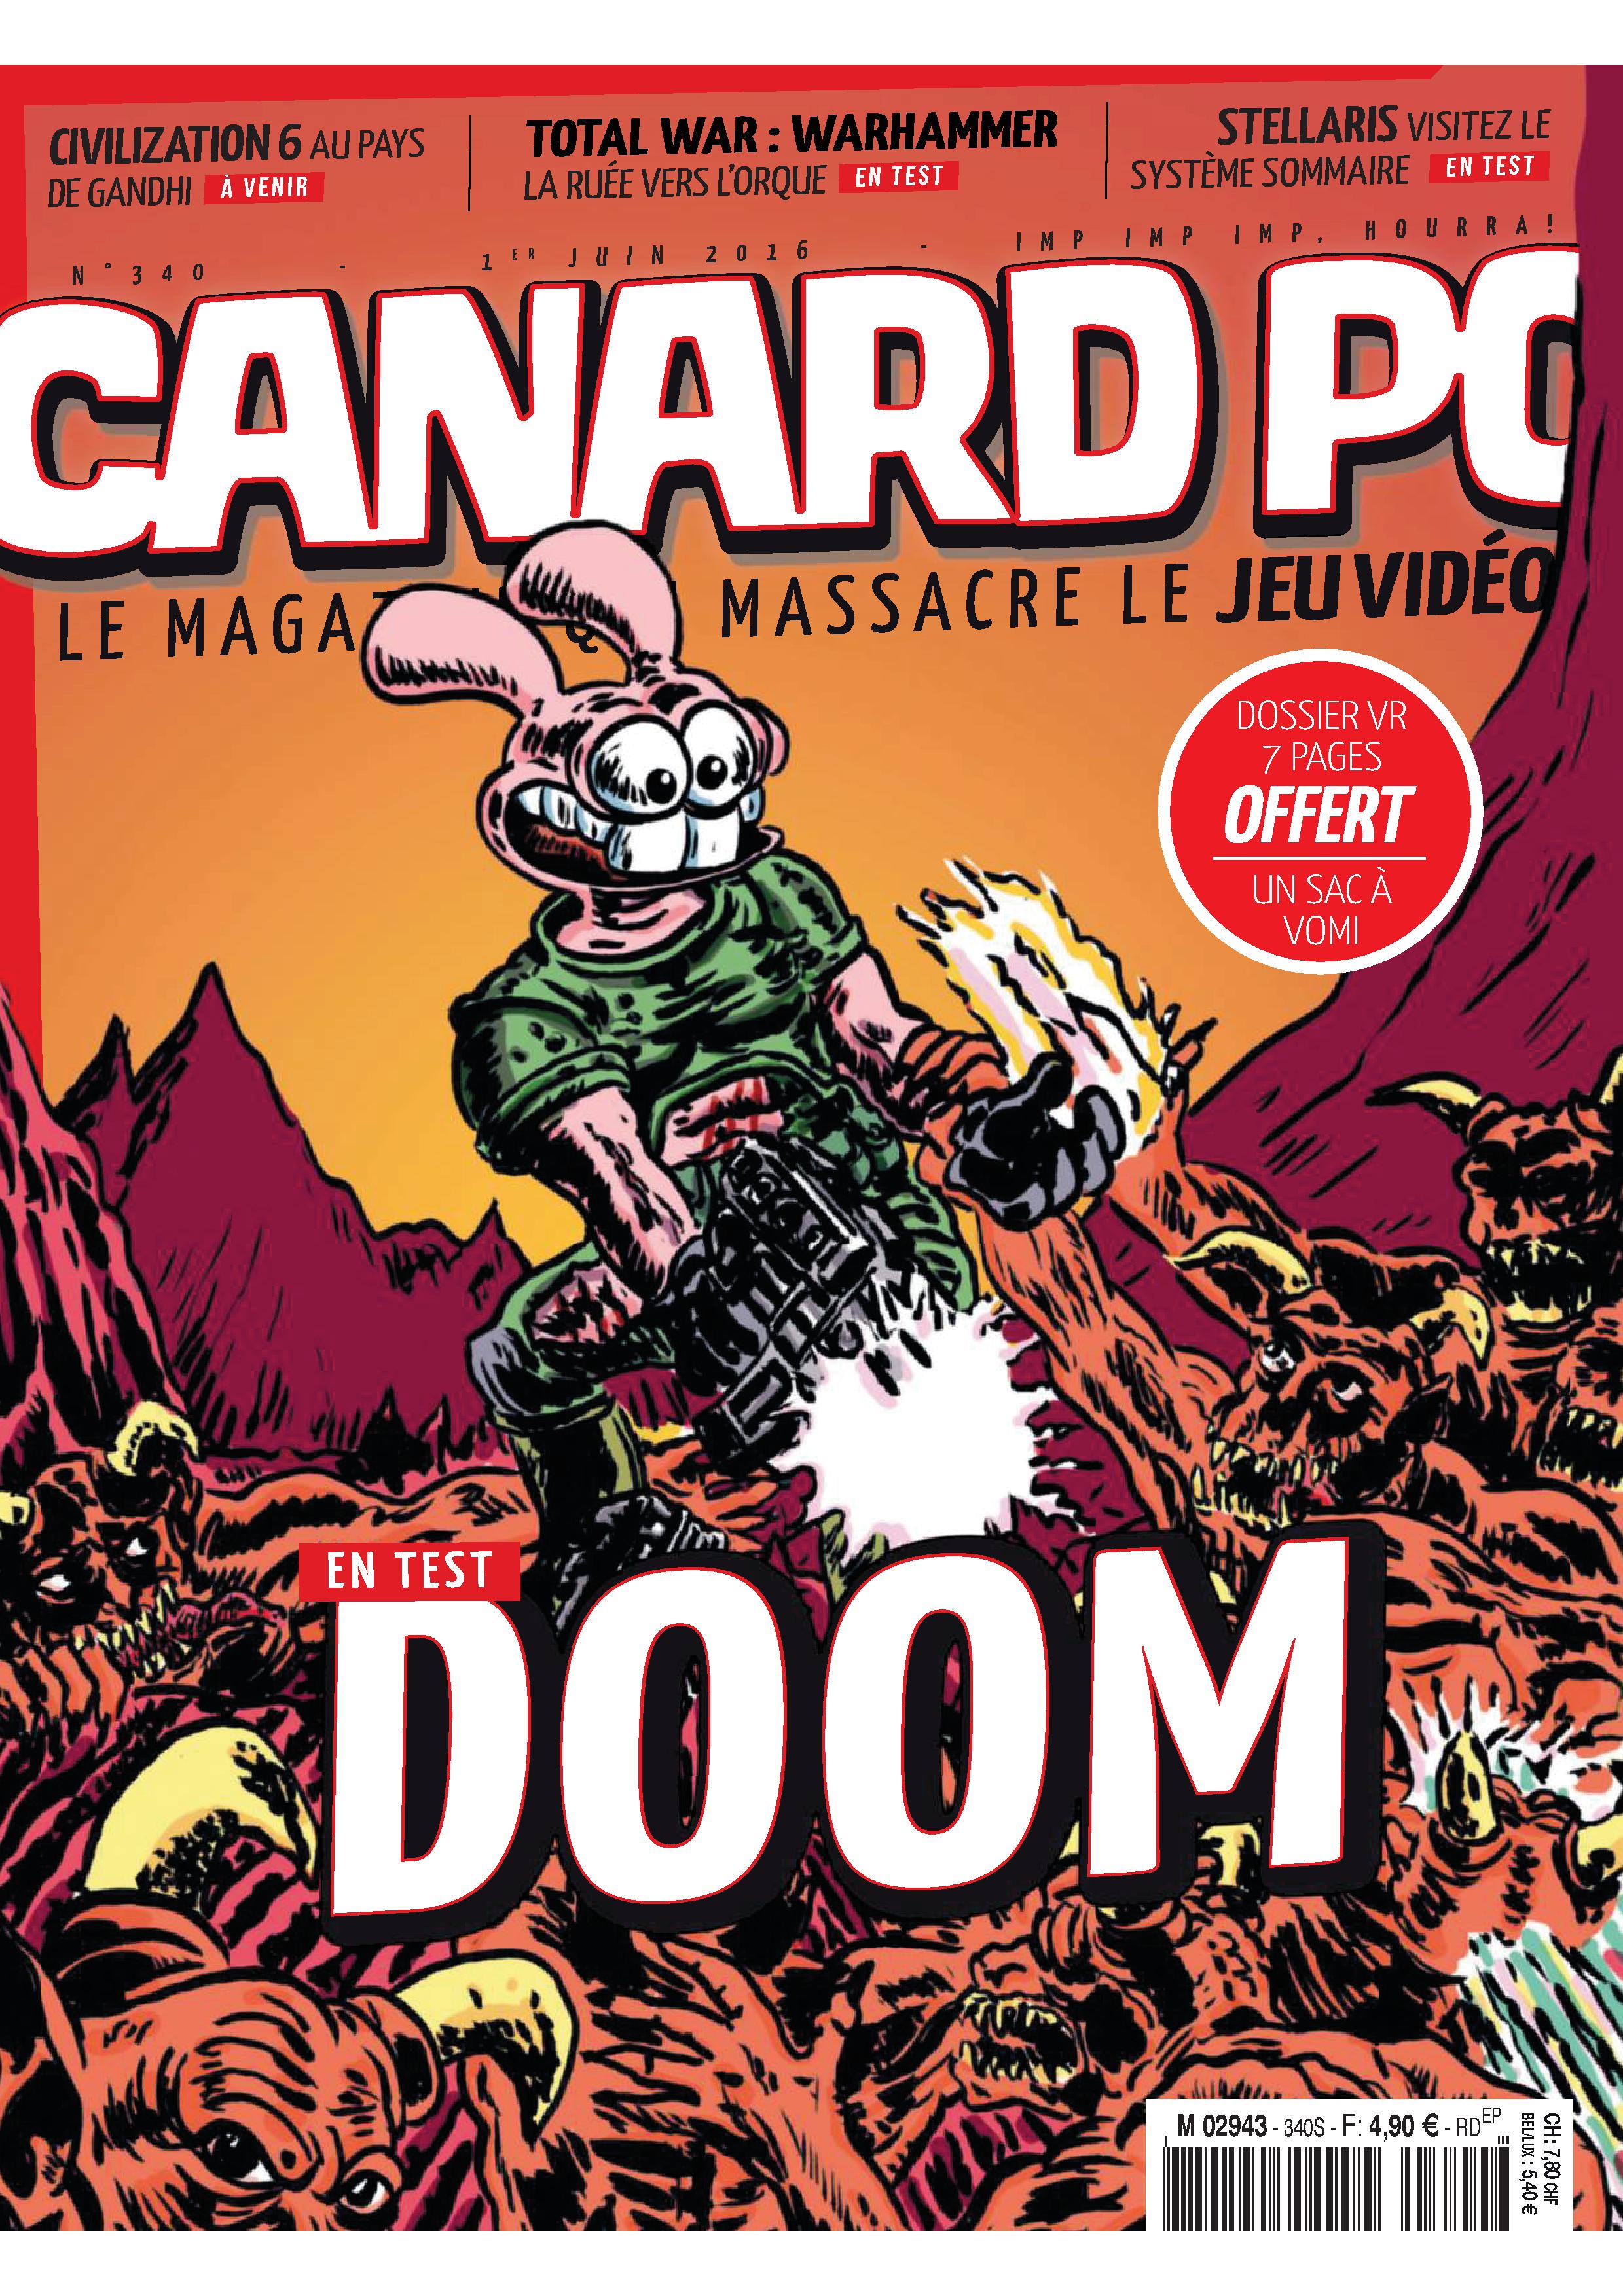 CIVILIZATION 6 AU PAYS
DE GANDHI À VENIR
TOTAL WAR : WARHAMMER
LA RUÉE VERS L'ORQUE EN TEST
STELLARIS VISITEZ LE
SYSTÈME SOMMAIRE EN TEST
N°340 - 1ER JUIN 2016 - IMP IMP IMP, HOURRA!
CANARD PC
LE MASSACRE LE JEU VIDÉO
DOSSIER VR
7 PAGES
OFFERT
UN SAC À
VOMI
EN TEST
DOOM
M 02943 - 340S - F: 4,90 € - RD EP
CH : 7,80 CHF
BEL/LUX : 5,40 €